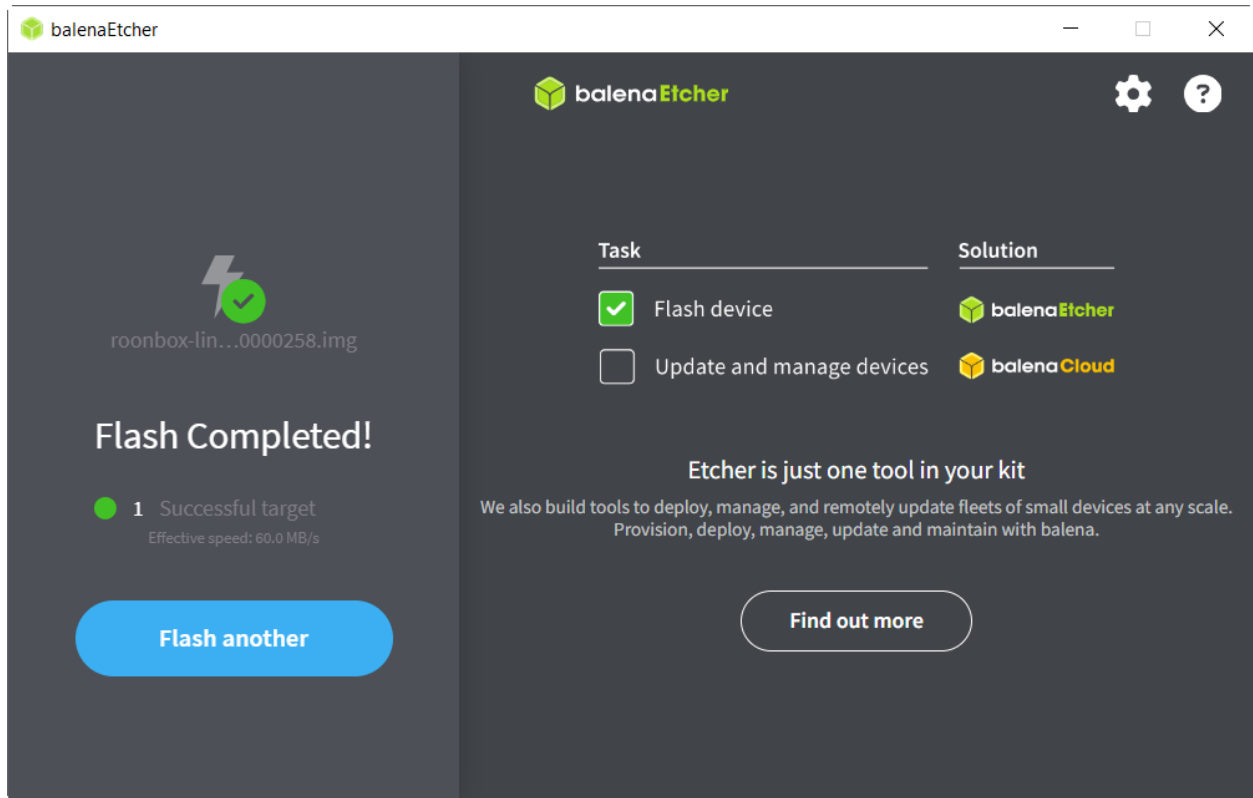 balenaEtcher
balenaEtcher
?
roonbox-lin…0000258.img
Flash Completed!
1 Successful target
Effective speed: 60.0 MB/s
Flash another
Task Solution
Flash device balenaEtcher
Update and manage devices balenaCloud
Etcher is just one tool in your kit
We also build tools to deploy, manage, and remotely update fleets of small devices at any scale.
Provision, deploy, manage, update and maintain with balena.
Find out more